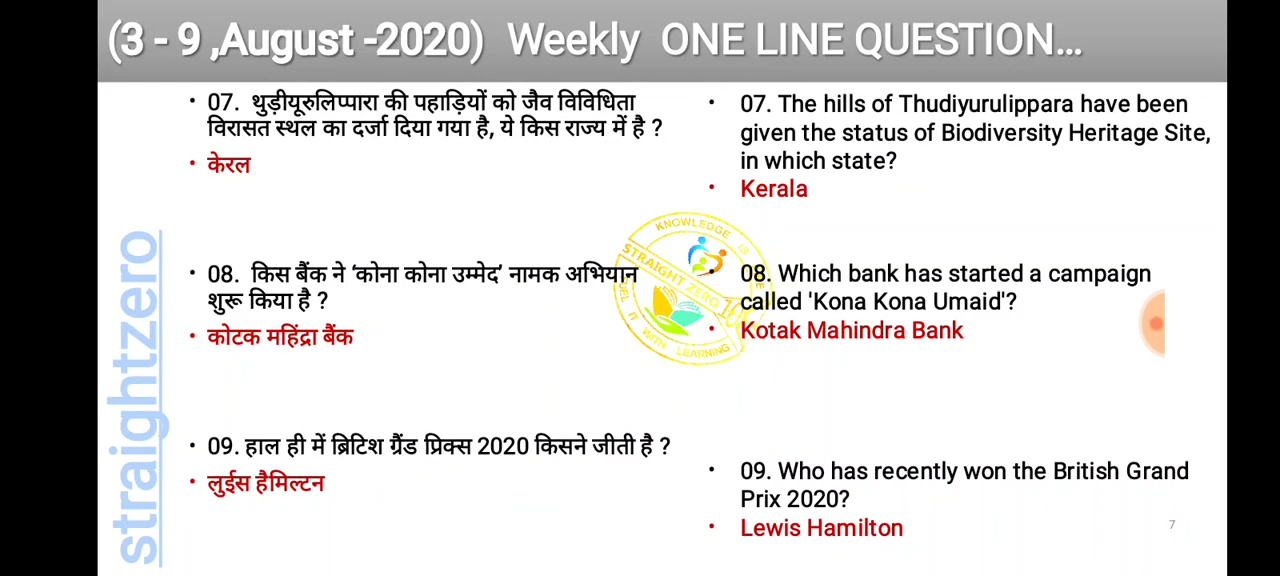 (3 - 9 ,August -2020) Weekly ONE LINE QUESTION...
• 07. थुड़ीयूरुलिप्पारा की पहाड़ियों को जैव विविधिता
विरासत स्थल का दर्जा दिया गया है, ये किस राज्य में है ?
• केरल
• 08. किस बैंक ने ‘कोना कोना उम्मेद’ नामक अभियान
शुरू किया है ?
• कोटक महिंद्रा बैंक
• 09. हाल ही में ब्रिटिश ग्रैंड प्रिक्स 2020 किसने जीती है ?
• लुईस हैमिल्टन
• 07. The hills of Thudiyurulippara have been
given the status of Biodiversity Heritage Site,
in which state?
• Kerala
• 08. Which bank has started a campaign
called 'Kona Kona Umaid'?
• Kotak Mahindra Bank
• 09. Who has recently won the British Grand
Prix 2020?
• Lewis Hamilton
straightzero
KNOWLEDGE IS
STRAIGHT ZERO
WITH LEARNING
7